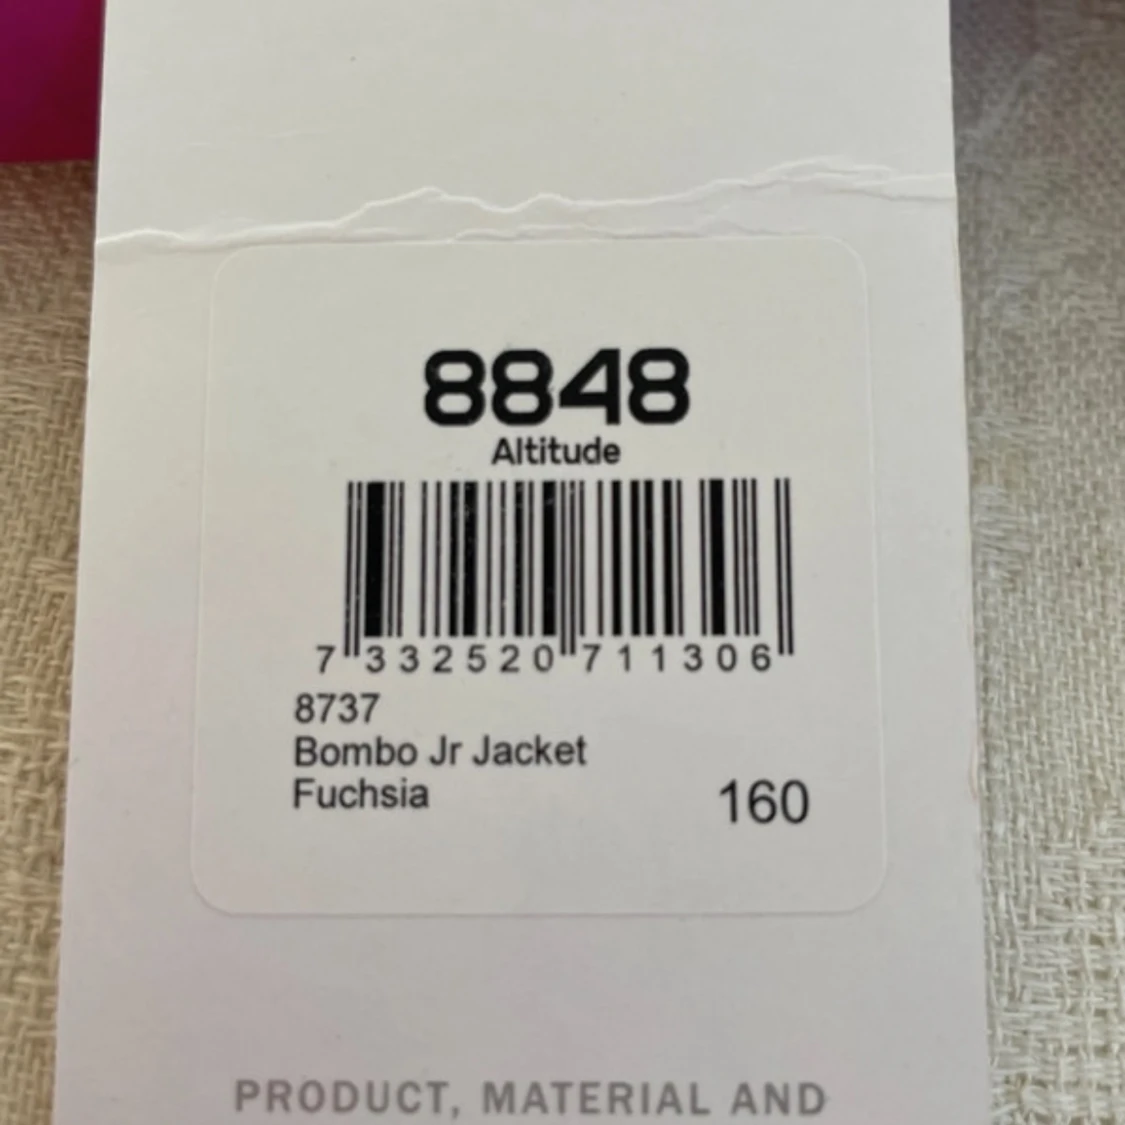 8848
Altitude
7 332520 711306
8737
Bombo Jr Jacket
Fuchsia
160
PRODUCT, MATERIAL AND